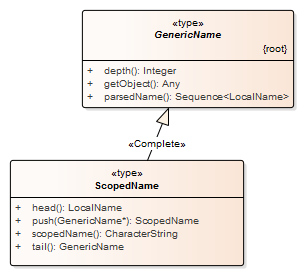 «type»
GenericName
{root}
+ depth(): Integer
+ getObject(): Any
+ parsedName(): Sequence<LocalName>
«Complete»
«type»
ScopedName
+ head(): LocalName
+ push(GenericName*): ScopedName
+ scopedName(): CharacterString
+ tail(): GenericName